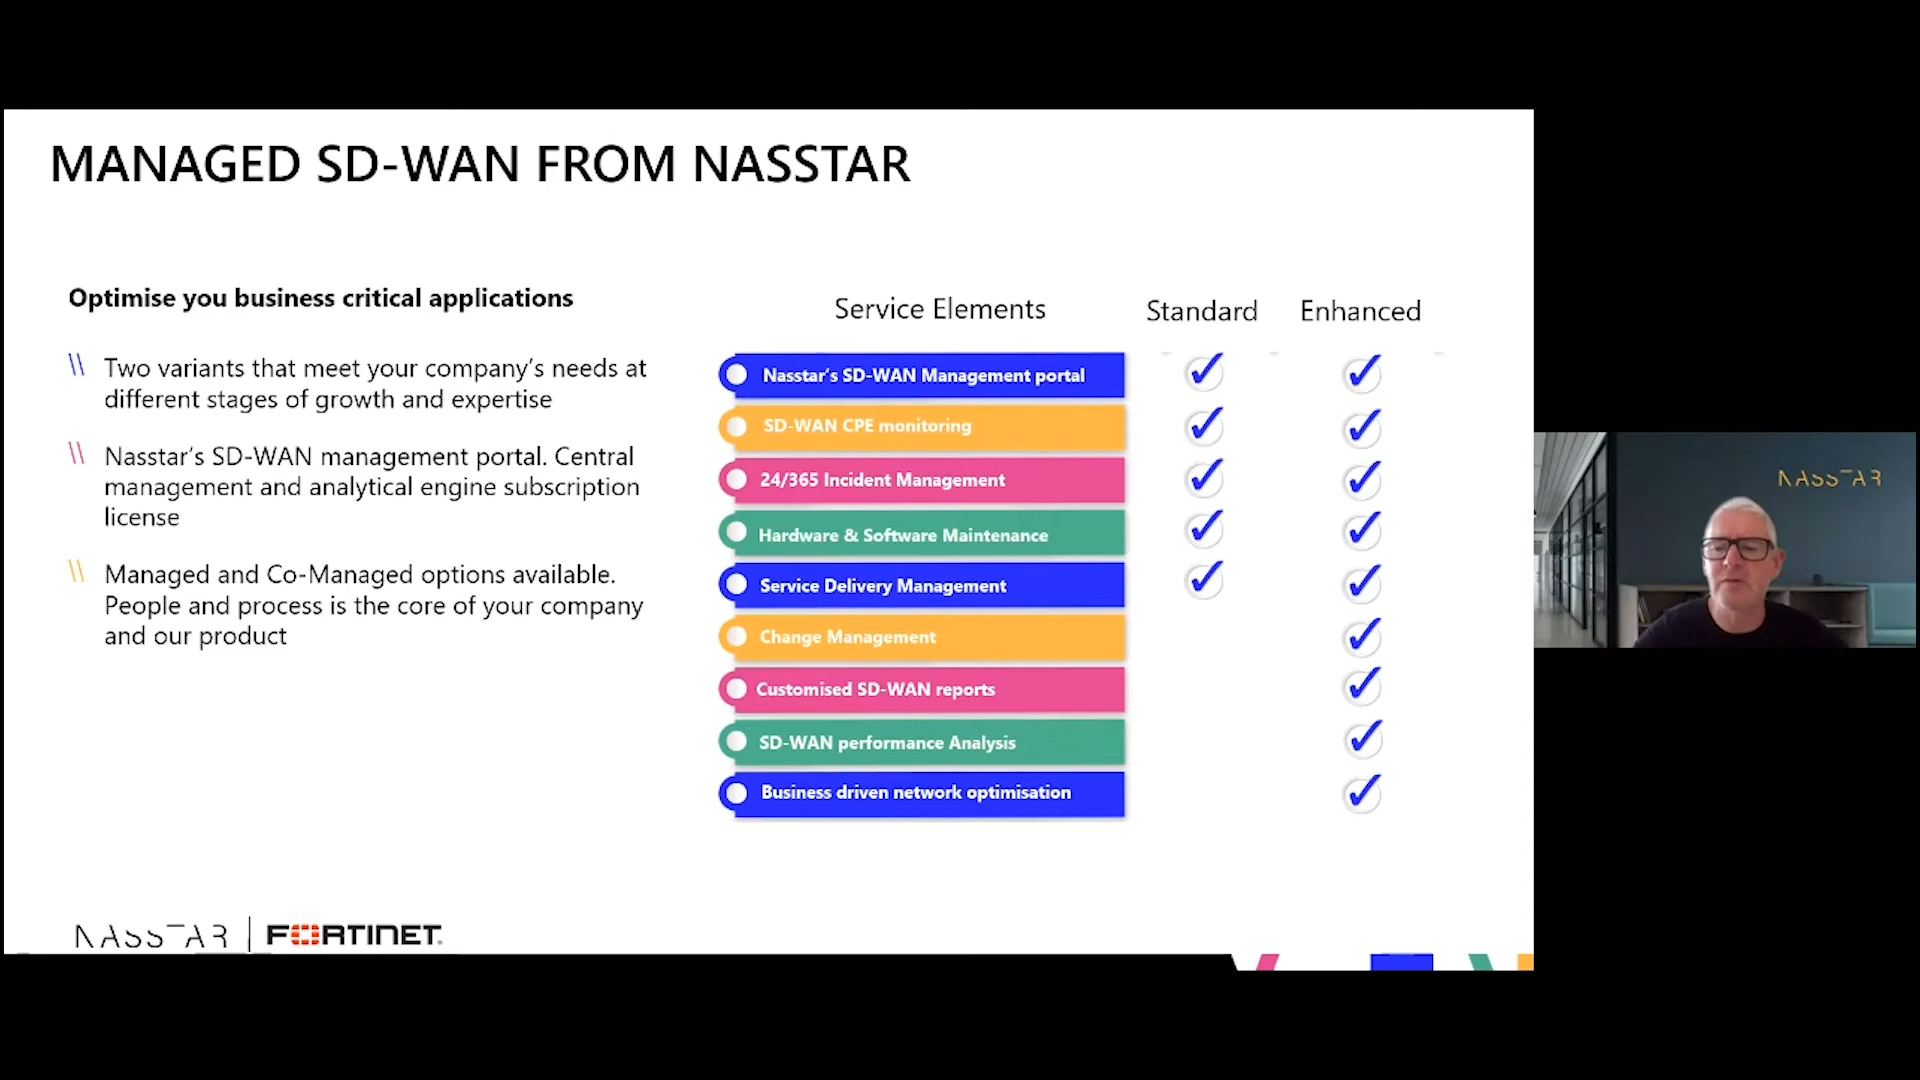 MANAGED SD-WAN FROM NASSTAR
Optimise you business critical applications
Two variants that meet your company's needs at
different stages of growth and expertise
Nasstar's SD-WAN management portal. Central
management and analytical engine subscription
license
Managed and Co-Managed options available.
People and process is the core of your company
and our product
Service Elements Standard Enhanced
Nasstar's SD-WAN Management portal
SD-WAN CPE monitoring
24/365 Incident Management
Hardware & Software Maintenance
Service Delivery Management
Change Management
Customised SD-WAN reports
SD-WAN performance Analysis
Business driven network optimisation
NASSTAR FORTINET
NASSTAR